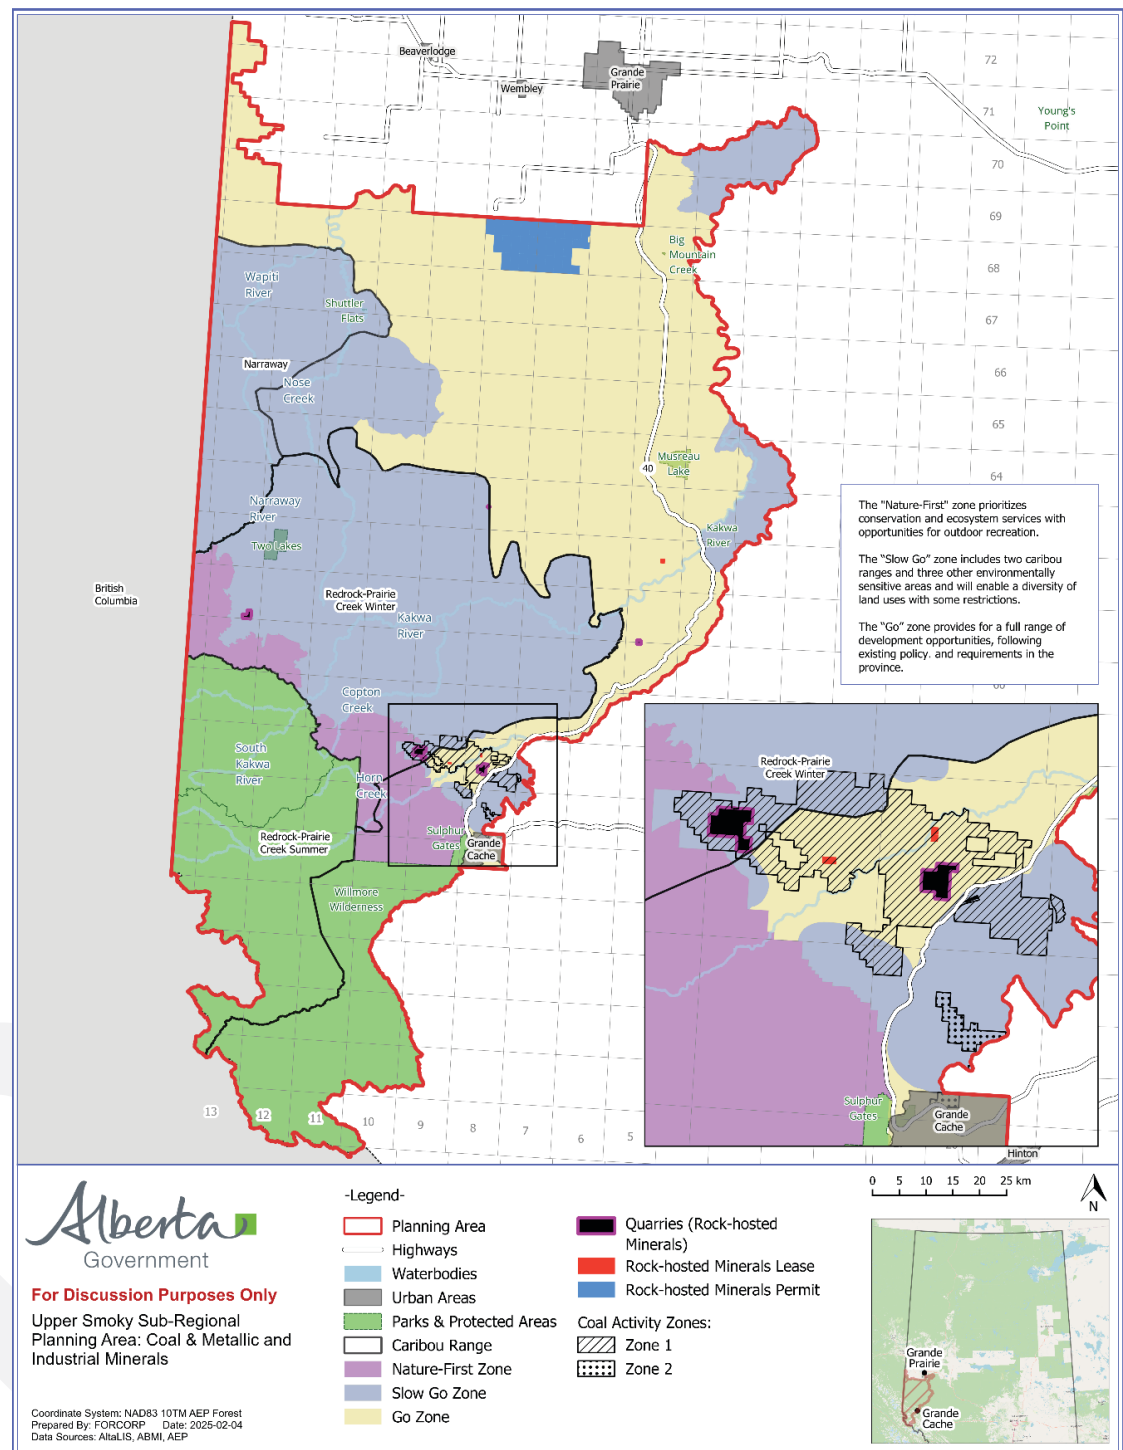 Beaverlodge
Wembley
Grande
Prairie
72
71
Young's
Point
70
69
Big
Mountain
Creek
68
67
66
65
64
Wapiti
River
Shuttler
Flats
Narraway
Nose
Creek
40
Musreau
Lake
Kakwa
River
Narraway
River
Two Lakes
British
Columbia
Redrock-Prairie
Creek Winter
Kakwa
River
The "Nature-First" zone prioritizes
conservation and ecosystem services with
opportunities for outdoor recreation.
The "Slow Go" zone includes two caribou
ranges and three other environmentally
sensitive areas and will enable a diversity of
land uses with some restrictions.
The "Go" zone provides for a full range of
development opportunities, following
existing policy. and requirements in the
province.
Copton
Creek
South
Kakwa
River
Horn
Creek
Redrock-Prairie
Creek Summer
Sulphur
Gates
Grande
Cache
Willmore
Wilderness
Redrock-Prairie
Creek Winter
Sulphur
Gates
Grande
Cache
Hinton
13
12
11
10
9
8
7
6
5
Alberta
Government
For Discussion Purposes Only
Upper Smoky Sub-Regional
Planning Area: Coal & Metallic and
Industrial Minerals
Coordinate System: NAD83 10TM AEP Forest
Prepared By: FORCORP Date: 2025-02-04
Data Sources: AltaLIS, ABMI, AEP
-Legend-
Planning Area
Highways
Waterbodies
Urban Areas
Parks & Protected Areas
Caribou Range
Nature-First Zone
Slow Go Zone
Go Zone
Quarries (Rock-hosted
Minerals)
Rock-hosted Minerals Lease
Rock-hosted Minerals Permit
Coal Activity Zones:
Zone 1
Zone 2
0 5 10 15 20 25 km
N
Grande
Prairie
Grande
Cache